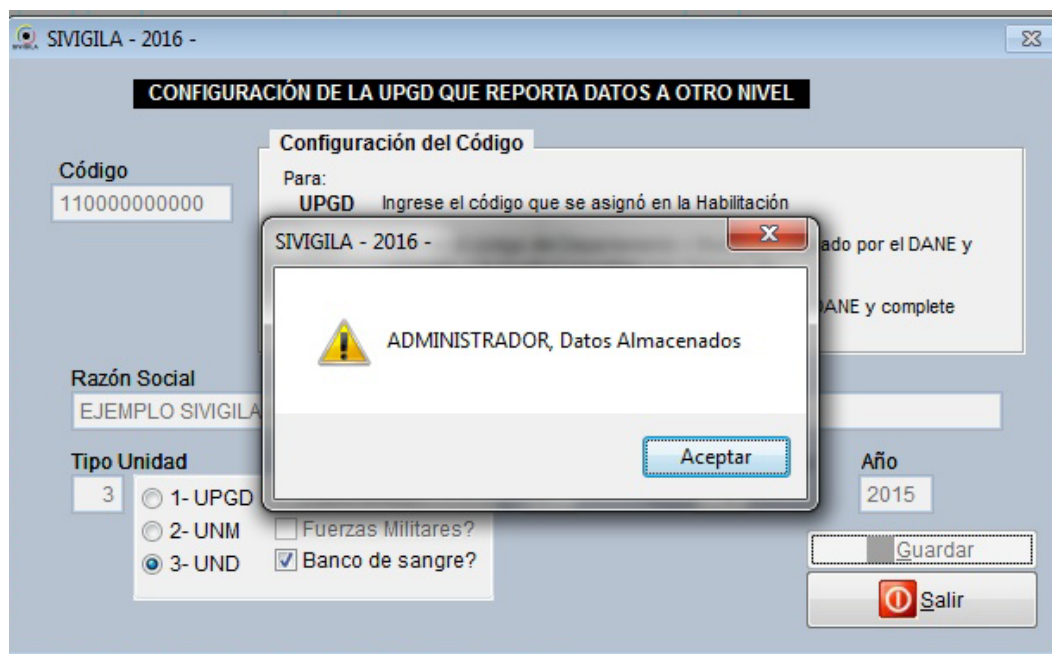 SIVIGILA - 2016 -
CONFIGURACIÓN DE LA UPGD QUE REPORTA DATOS A OTRO NIVEL
Configuración del Código
Código
110000000000
Para:
UPGD Ingrese el código que se asignó en la Habilitación
SIVIGILA - 2016 -
ado por el DANE y
ANE y complete
ADMINISTRADOR, Datos Almacenados
Aceptar
Razón Social
EJEMPLO SIVIGILA
Tipo Unidad
Año
3
1- UPGD
2015
2- UNM
Fuerzas Militares?
3- UND
Banco de sangre?
Guardar
Salir